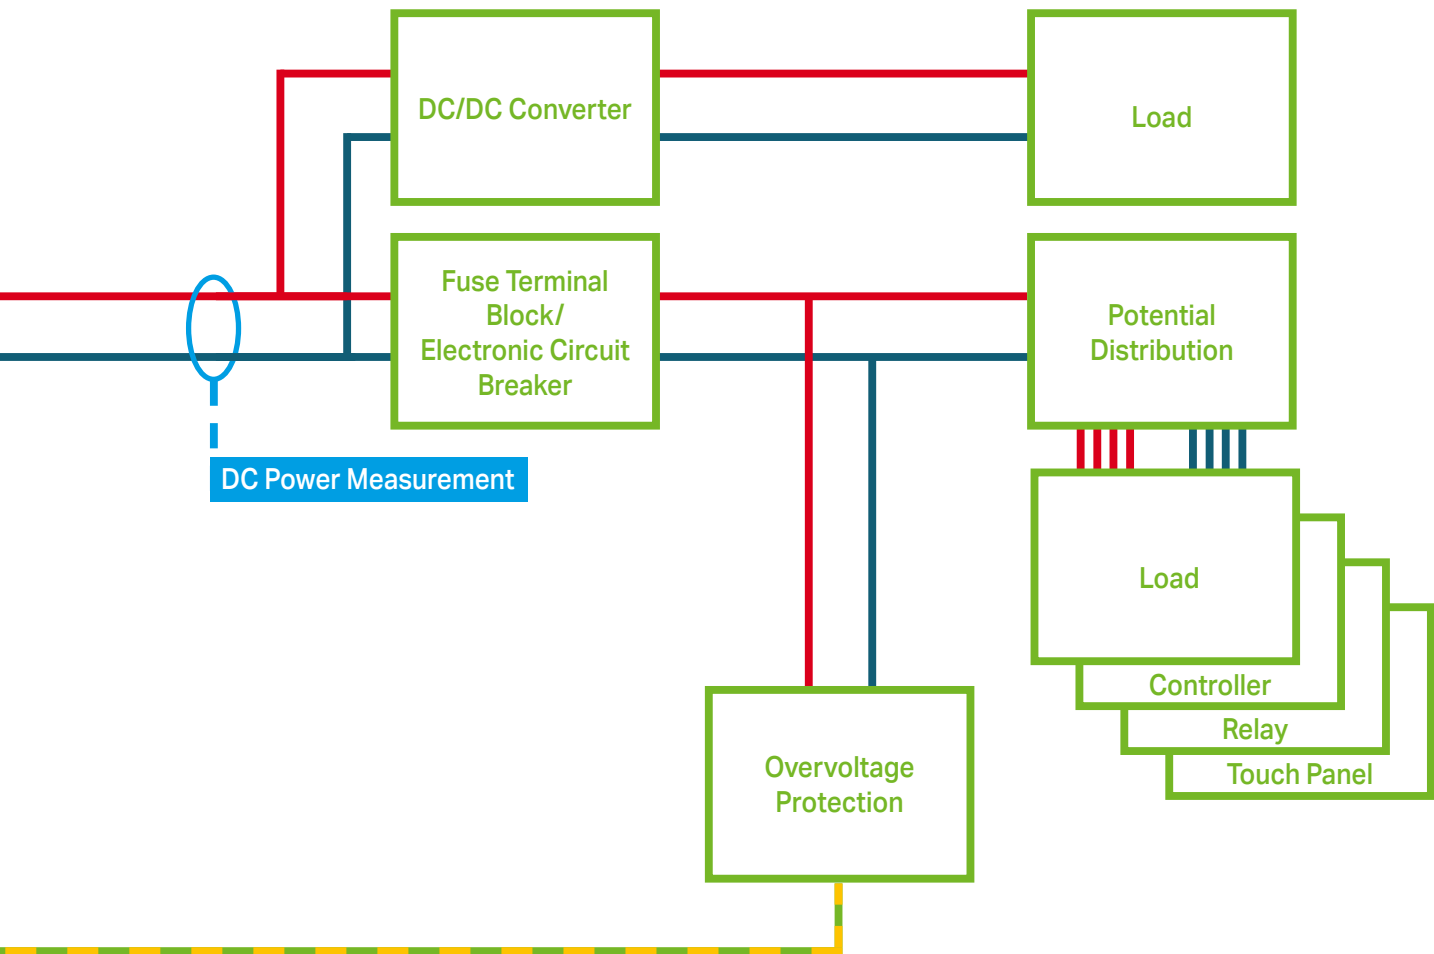 DC/DC Converter
Load
Fuse Terminal
Block/
Electronic Circuit
Breaker
Potential
Distribution
DC Power Measurement
Load
Controller
Relay
Touch Panel
Overvoltage
Protection